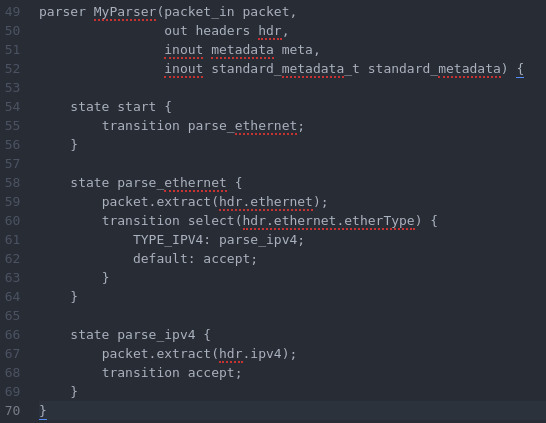 49 parser MyParser(packet_in packet,
50                 out headers hdr,
51                 inout metadata meta,
52                 inout standard_metadata_t standard_metadata) {
53
54     state start {
55         transition parse_ethernet;
56     }
57
58     state parse_ethernet {
59         packet.extract(hdr.ethernet);
60         transition select(hdr.ethernet.etherType) {
61             TYPE_IPV4: parse_ipv4;
62             default: accept;
63         }
64     }
65
66     state parse_ipv4 {
67         packet.extract(hdr.ipv4);
68         transition accept;
69     }
70 }